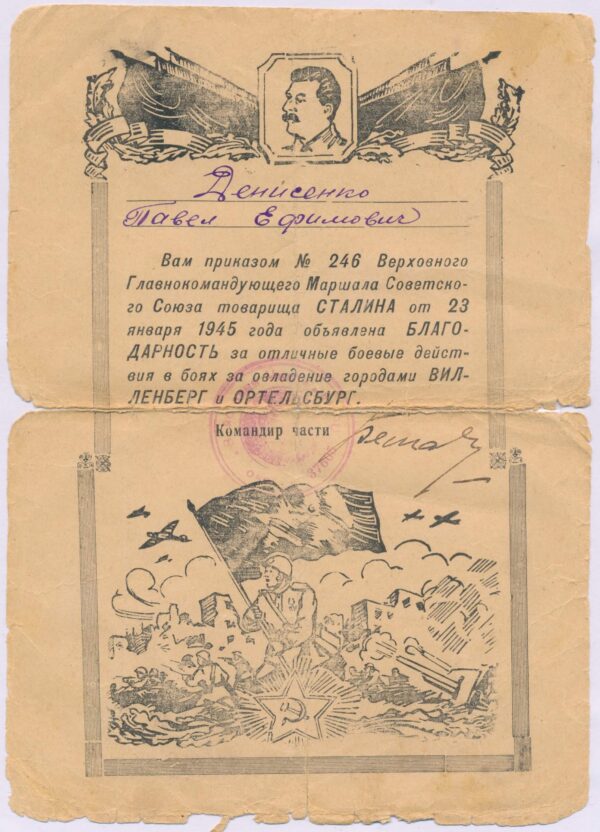 Денисенко
Павел Ефимович
Вам приказом № 246 Верховного
Главнокомандующего Маршала Советско-
го Союза товарища СТАЛИНА от 23
января 1945 года объявлена БЛАГО-
ДАРНОСТЬ за отличные боевые дейст-
вия в боях за овладение городами ВИЛ-
ЛЕНБЕРГ и ОРТЕЛЬСБУРГ.
Командир части